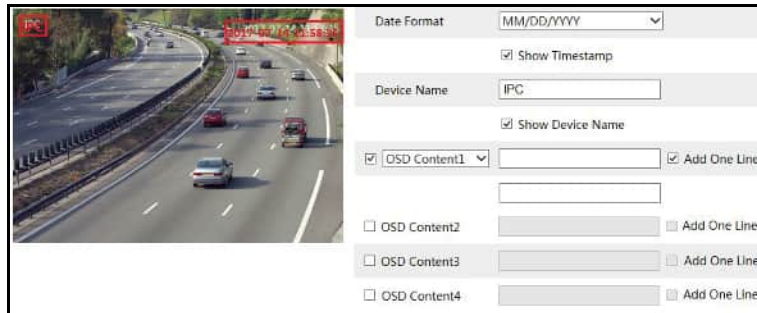 IPC
Date Format MM/DD/YYYY
Show Timestamp
Device Name IPC
Show Device Name
OSD Content1 Add One Line
OSD Content2 Add One Line
OSD Content3 Add One Line
OSD Content4 Add One Line